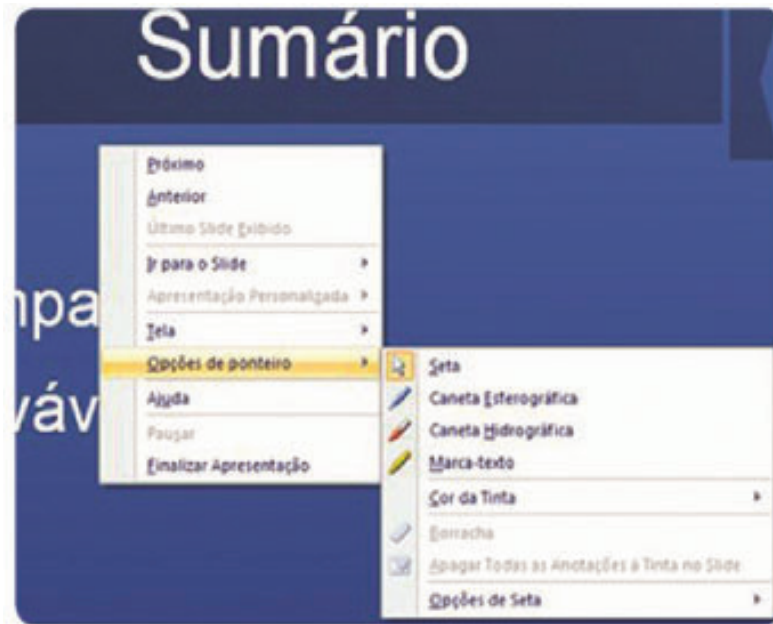 Sumário
Próximo
Anterior
Último Slide Exibido
Ir para o Slide
Apresentação Personalizada
Tela
Opções de ponteiro
Ajuda
Pausar
Finalizar Apresentação
mpa
váv
Seta
Caneta Esferográfica
Caneta Hidrográfica
Marca-texto
Cor da Tinta
Borracha
Apagar Todas as Anotações à Tinta no Slide
Opções de Seta